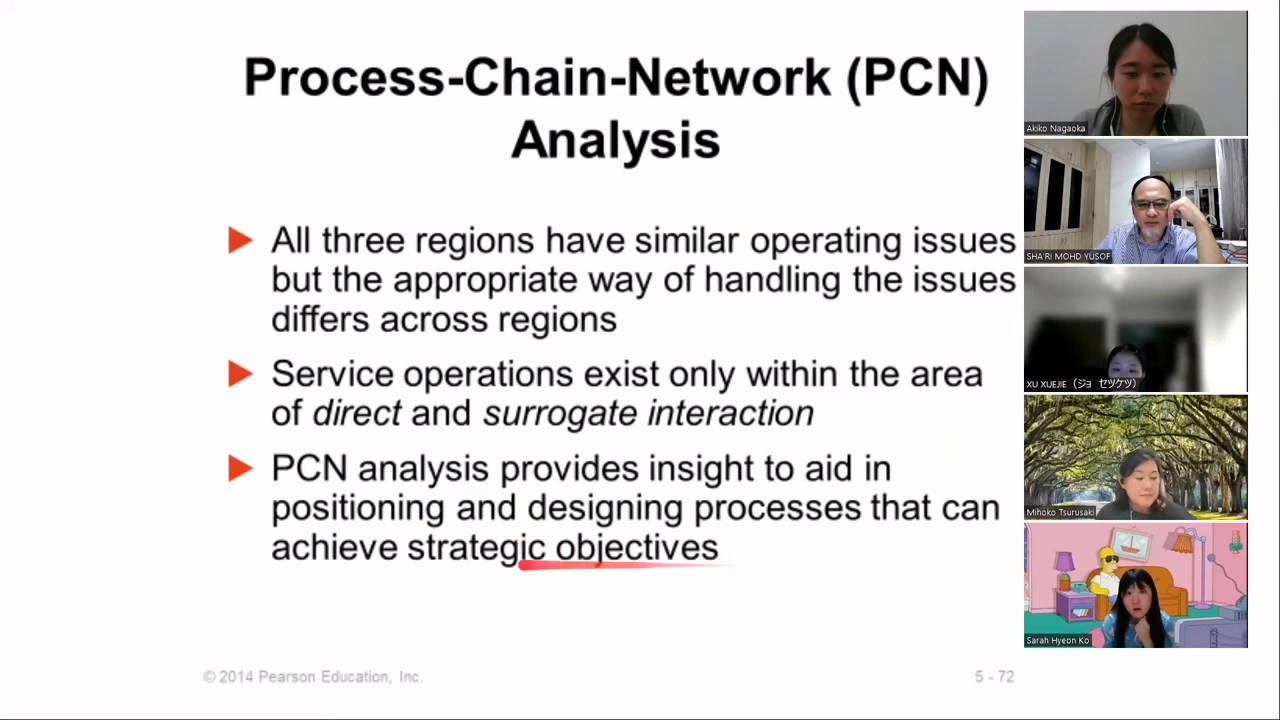 Process-Chain-Network (PCN)
Analysis
All three regions have similar operating issues
but the appropriate way of handling the issues
differs across regions
Service operations exist only within the area
of direct and surrogate interaction
PCN analysis provides insight to aid in
positioning and designing processes that can
achieve strategic objectives
© 2014 Pearson Education, Inc.
5 - 72
Akiko Nagaoka
SHA'RI MOHD YUSOF
XU XUEJIE（ジョ　セツケツ）
Mihoko Tsurusaki
Sarah Hyeon Ko